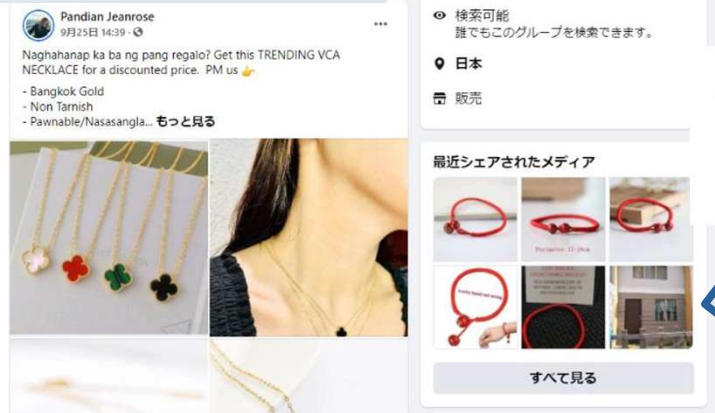 Pandian Jeanrose
9月25日 14:39 ·
Naghahanap ka ba ng pang regalo? Get this TRENDING VCA
NECKLACE for a discounted price. PM us 👉
- Bangkok Gold
- Non Tarnish
- Pawnable/Nasasangla... もっと見る
検索可能
誰でもこのグループを検索できます。
日本
販売
最近シェアされたメディア
すべて見る